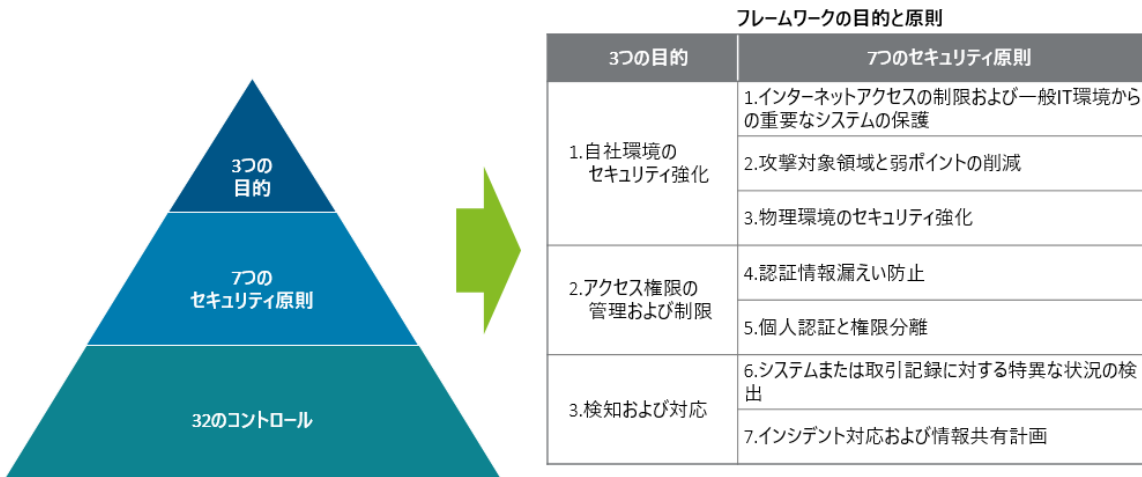 3つの
目的
7つの
セキュリティ原則
32のコントロール
フレームワークの目的と原則
3つの目的
7つのセキュリティ原則
1.自社環境の
セキュリティ強化
1.インターネットアクセスの制限および一般IT環境から
の重要なシステムの保護
2.攻撃対象領域と弱ポイントの削減
3.物理環境のセキュリティ強化
2.アクセス権限の
管理および制限
4.認証情報漏えい防止
5.個人認証と権限分離
3.検知および対応
6.システムまたは取引記録に対する特異な状況の検
出
7.インシデント対応および情報共有計画